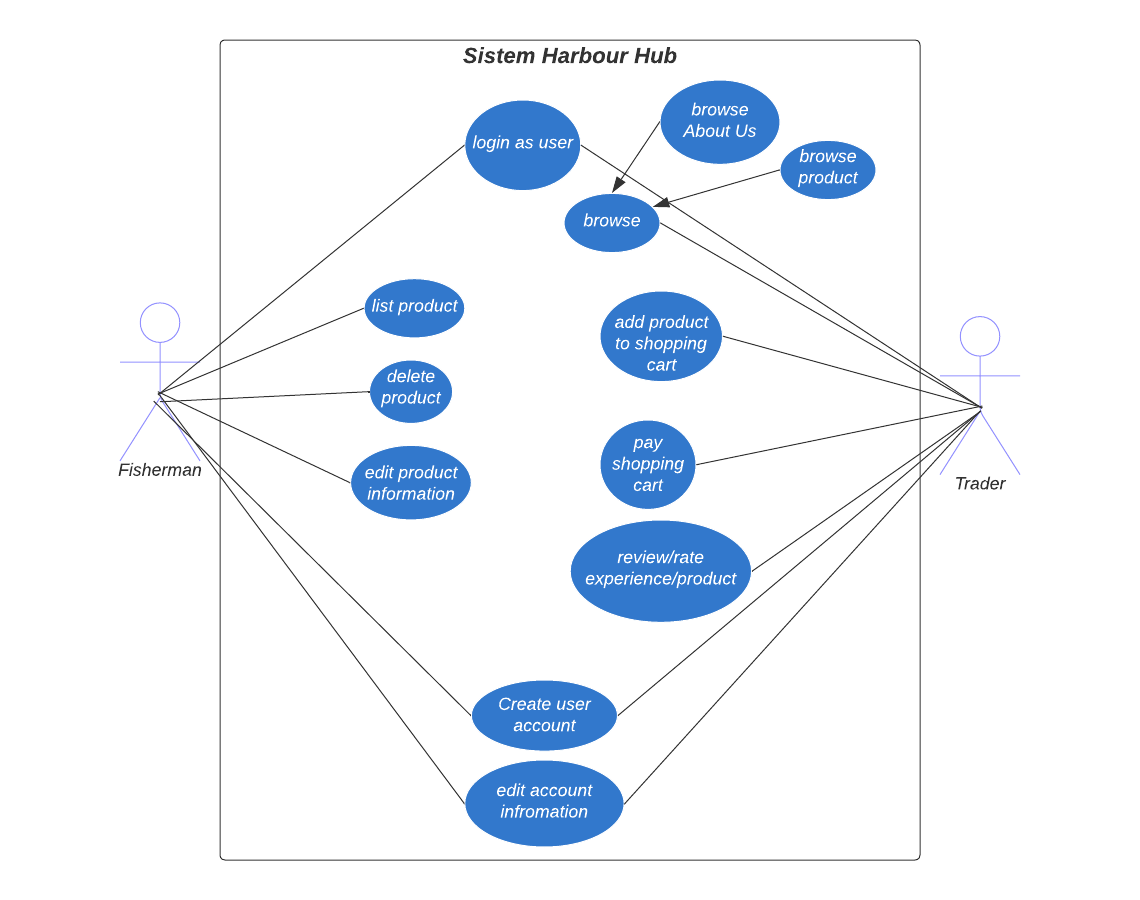 Sistem Harbour Hub
login as user
browse
About Us
browse
product
browse
list product
add product
to shopping
cart
delete
product
pay
shopping
cart
edit product
information
Fisherman
Trader
review/rate
experience/product
Create user
account
edit account
infromation